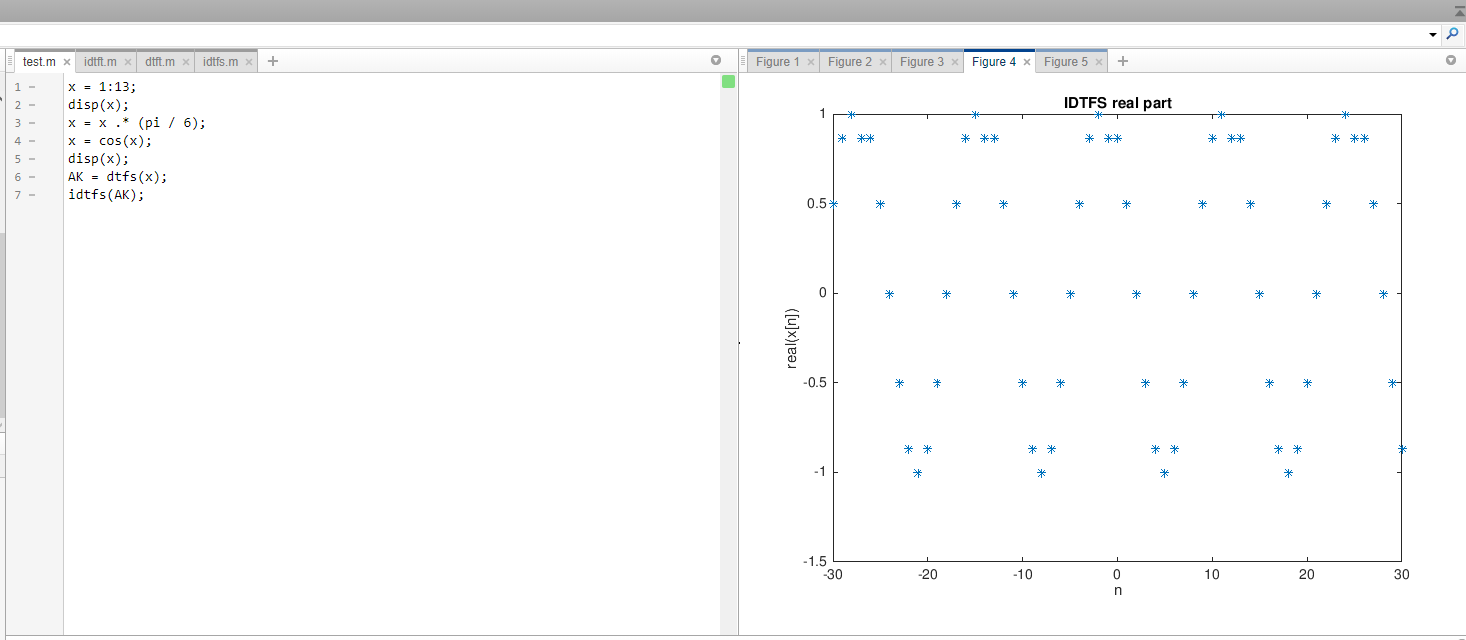 test.m × idtft.m × dtft.m × idtfs.m × +
1 – x = 1:13;
2 – disp(x);
3 – x = x .* (pi / 6);
4 – x = cos(x);
5 – disp(x);
6 – AK = dtfs(x);
7 – idtfs(AK);
Figure 1 × Figure 2 × Figure 3 × Figure 4 × Figure 5 × +
IDTFS real part
1
0.5
0
-0.5
-1
-1.5
real(x[n])
-30 -20 -10 0 10 20 30
n